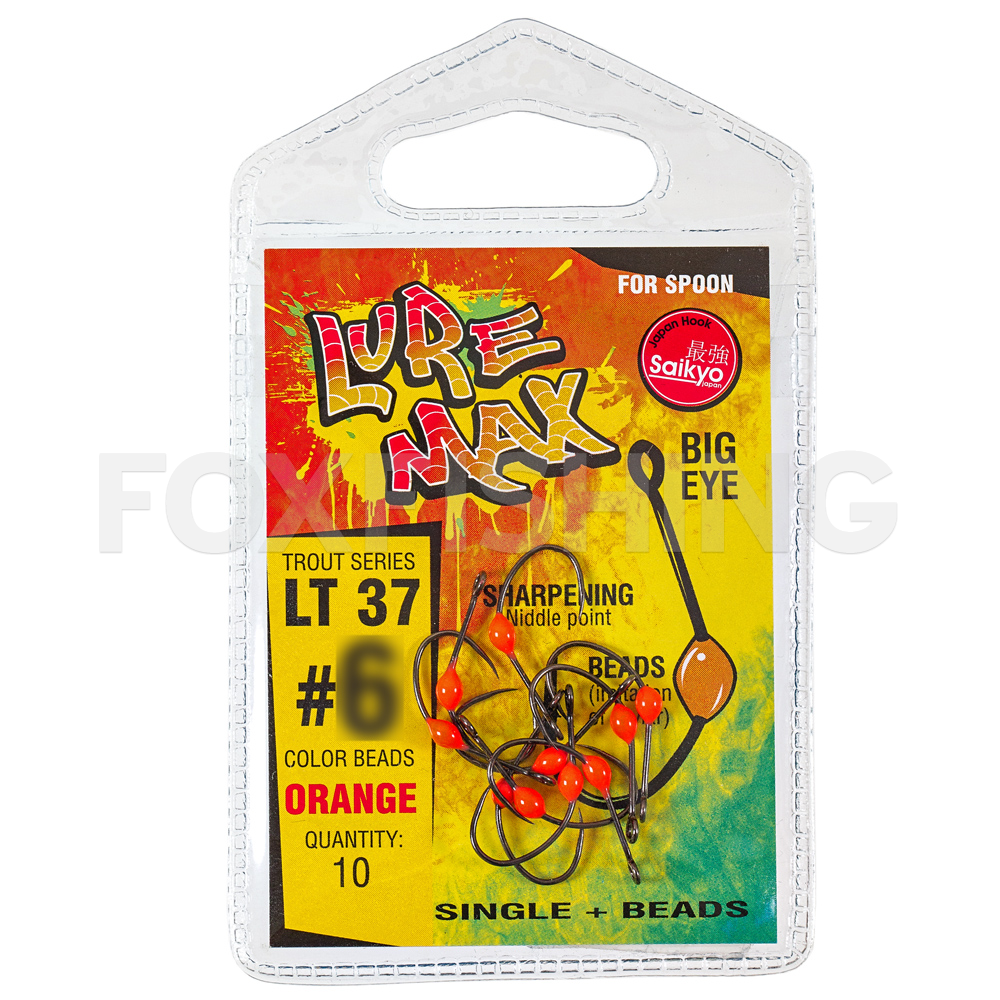 FOR SPOON
LURE
MAX
Japan Hook
最強
Saikyo
japan
BIG
EYE
FOXFISHING
TROUT SERIES
LT 37
#6
COLOR BEADS
ORANGE
QUANTITY:
10
SHARPENING
Niddle point
BEADS
SINGLE + BEADS